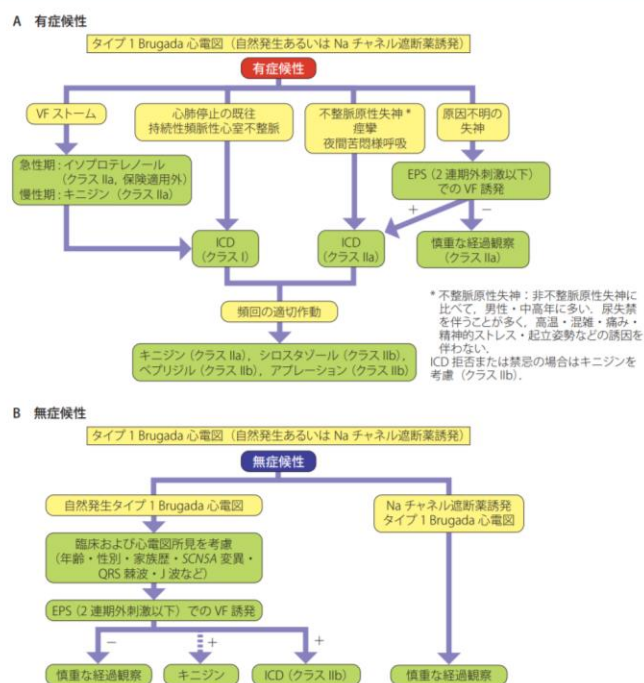 A 有症候性
タイプ1 Brugada 心電図（自然発生あるいは Na チャネル遮断薬誘発）
有症候性
VF ストーム
心肺停止の既往
持続性頻脈性心室不整脈
不整脈原性失神*
痙攣
夜間苦悶様呼吸
原因不明の
失神
急性期：イソプロテレノール
（クラス IIa, 保険適用外）
慢性期：キニジン（クラス IIa）
EPS（2 連期外刺激以下）
での VF 誘発
+
−
ICD
（クラス I）
ICD
（クラス IIa）
慎重な経過観察
（クラス IIa）
頻回の適切作動
キニジン（クラス IIa）, シロスタゾール（クラス IIb）,
ベプリジル（クラス IIb）, アブレーション（クラス IIb）
* 不整脈原性失神：非不整脈原性失神に
比べて, 男性・中高年に多い. 尿失禁
を伴うことが多く, 高温・混雑・痛み・
精神的ストレス・起立姿勢などの誘因を
伴わない.
ICD 拒否または禁忌の場合はキニジンを
考慮（クラス IIb）.
B 無症候性
タイプ1 Brugada 心電図（自然発生あるいは Na チャネル遮断薬誘発）
無症候性
自然発生タイプ1 Brugada 心電図
Na チャネル遮断薬誘発
タイプ1 Brugada 心電図
臨床および心電図所見を考慮
（年齢・性別・家族歴・SCN5A 変異・
QRS 棘波・J 波など）
EPS（2 連期外刺激以下）での VF 誘発
−
+
+
慎重な経過観察
キニジン
ICD（クラス IIb）
慎重な経過観察